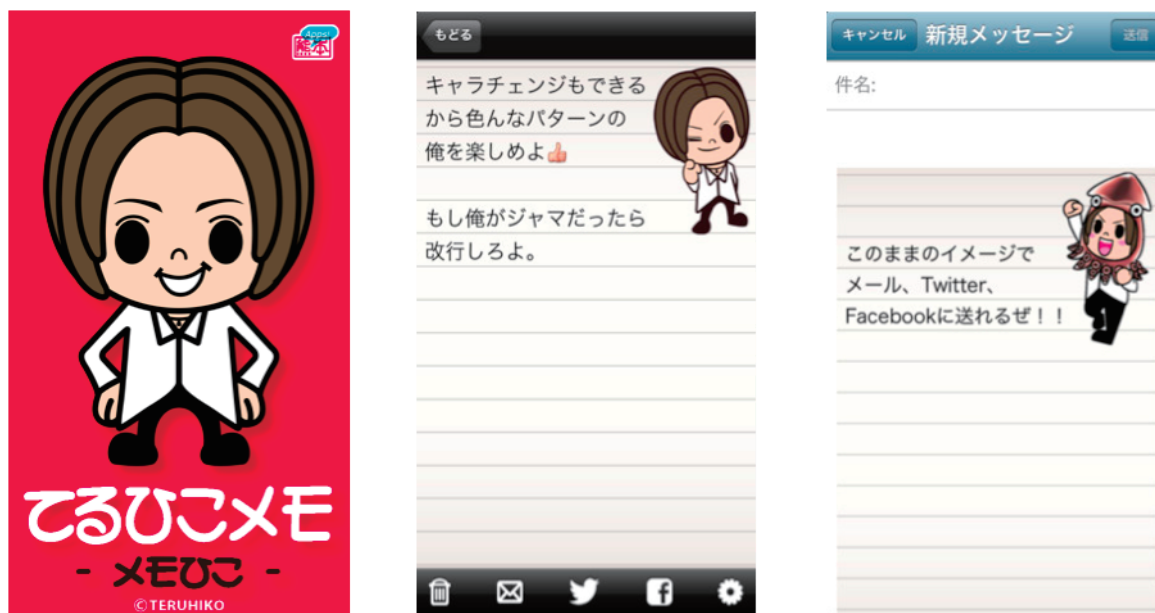 Apps!
熊本
てるひこメモ
- メモひこ -
©TERUHIKO
もどる
キャラチェンジもできる
から色んなパターンの
俺を楽しめよ👍
もし俺がジャマだったら
改行しろよ。
キャンセル 新規メッセージ 送信
件名:
このままのイメージで
メール、Twitter、
Facebookに送れるぜ！！